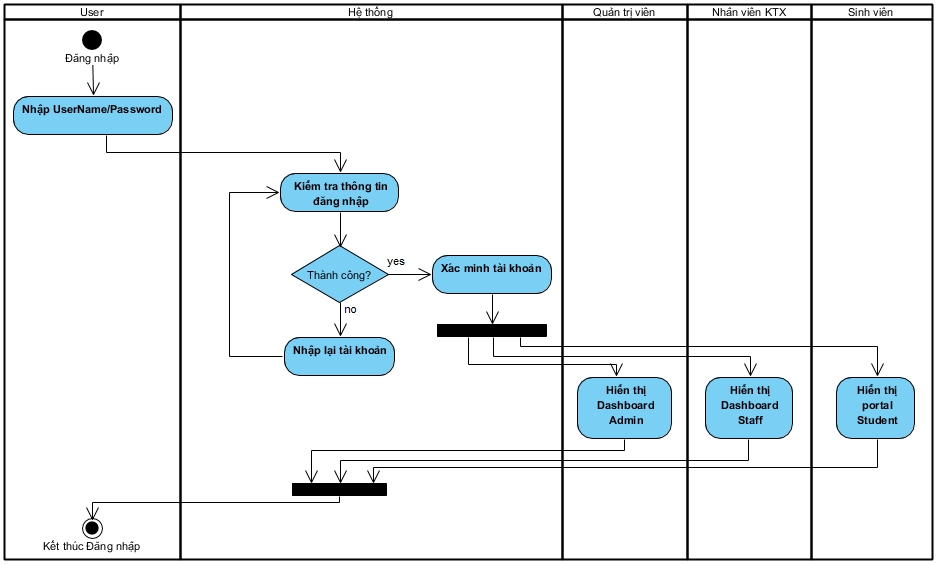 User
Hệ thống
Quản trị viên
Nhân viên KTX
Sinh viên
Đăng nhập
Nhập UserName/Password
Kiểm tra thông tin
đăng nhập
Thành công?
yes
no
Xác minh tài khoản
Nhập lại tài khoản
Hiển thị
Dashboard
Admin
Hiển thị
Dashboard
Staff
Hiển thị
portal
Student
Kết thúc Đăng nhập